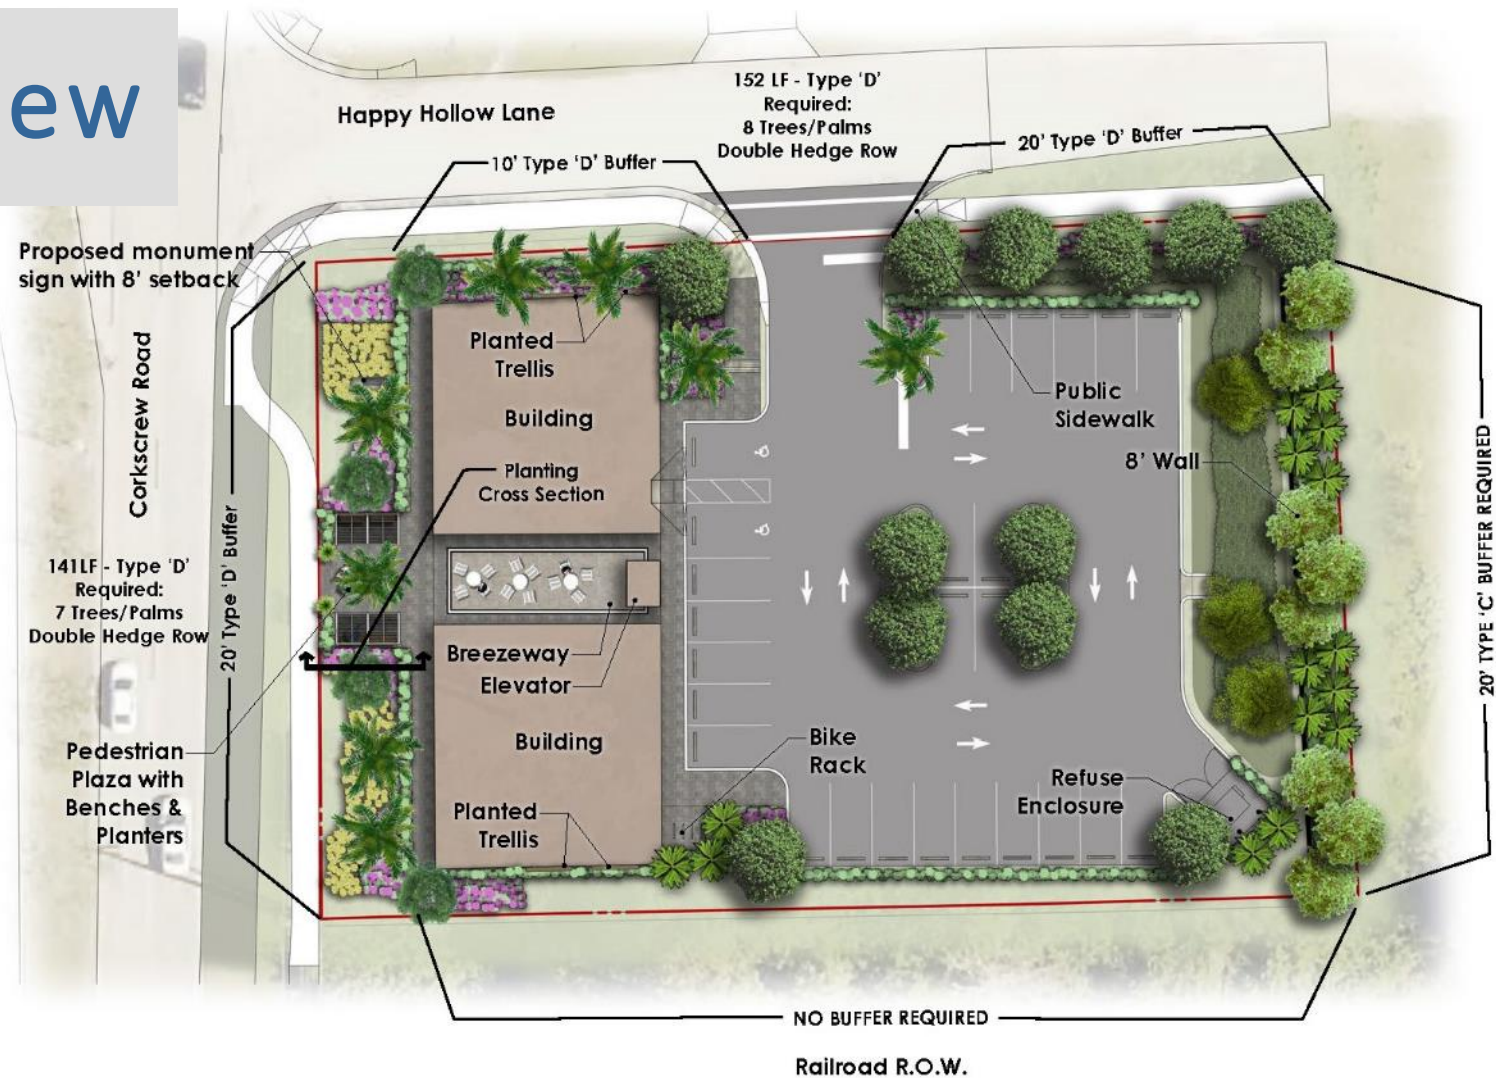 ew
Happy Hollow Lane
152 LF - Type 'D'
Required:
8 Trees/Palms
Double Hedge Row
10' Type 'D' Buffer
20' Type 'D' Buffer
Proposed monument
sign with 8' setback
Corkscrew Road
Planted
Trellis
Building
Planting
Cross Section
Public
Sidewalk
8' Wall
20' TYPE 'C' BUFFER REQUIRED
141LF - Type 'D'
Required:
7 Trees/Palms
Double Hedge Row
20' Type 'D' Buffer
Breezeway
Elevator
Building
Pedestrian
Plaza with
Benches &
Planters
Planted
Trellis
Bike
Rack
Refuse
Enclosure
NO BUFFER REQUIRED
Railroad R.O.W.